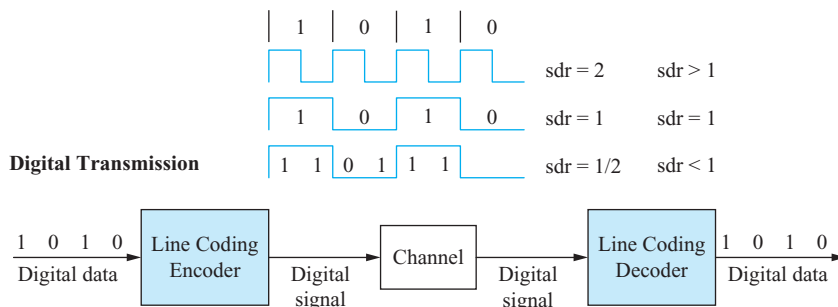 1 0 1 0
sdr = 2 sdr > 1
1 0 1 0 sdr = 1 sdr = 1
Digital Transmission 1 1 0 1 1 1 sdr = 1/2 sdr < 1
1 0 1 0 Line Coding Encoder Channel Line Coding Decoder 1 0 1 0
Digital data Digital signal Digital signal Digital data